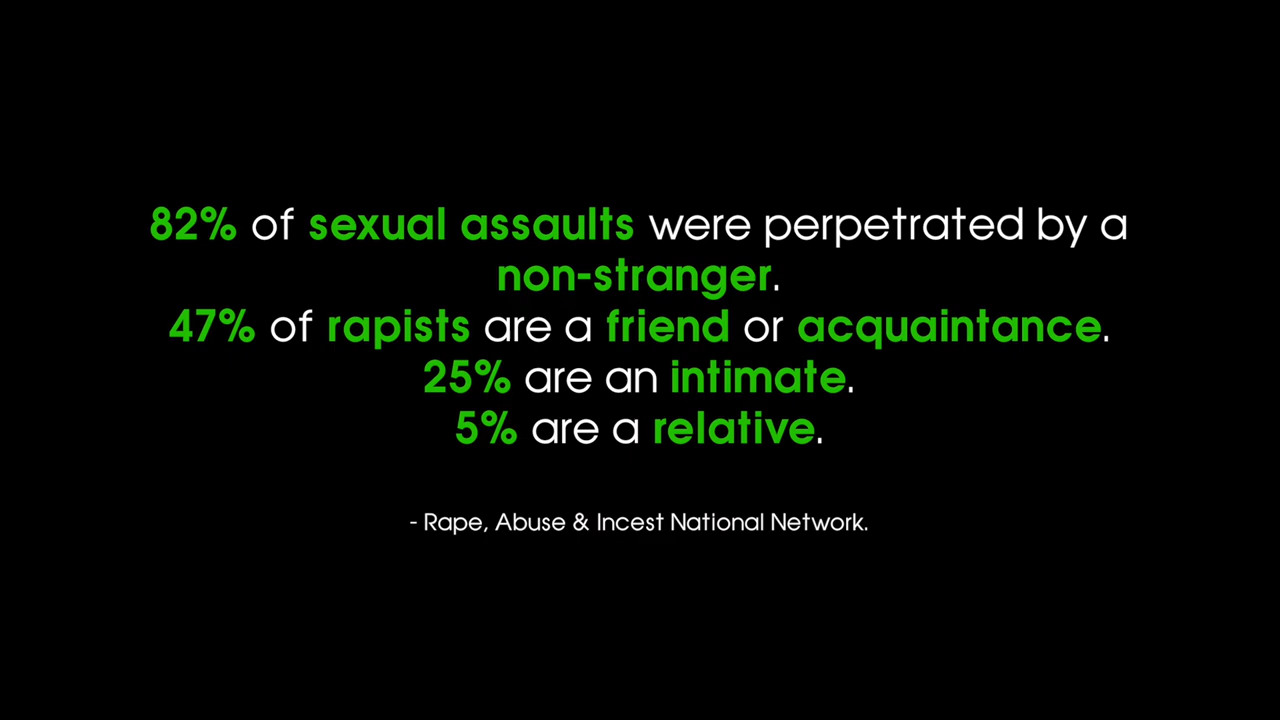 82% of sexual assaults were perpetrated by a
non-stranger.
47% of rapists are a friend or acquaintance.
25% are an intimate.
5% are a relative.
- Rape, Abuse & Incest National Network.